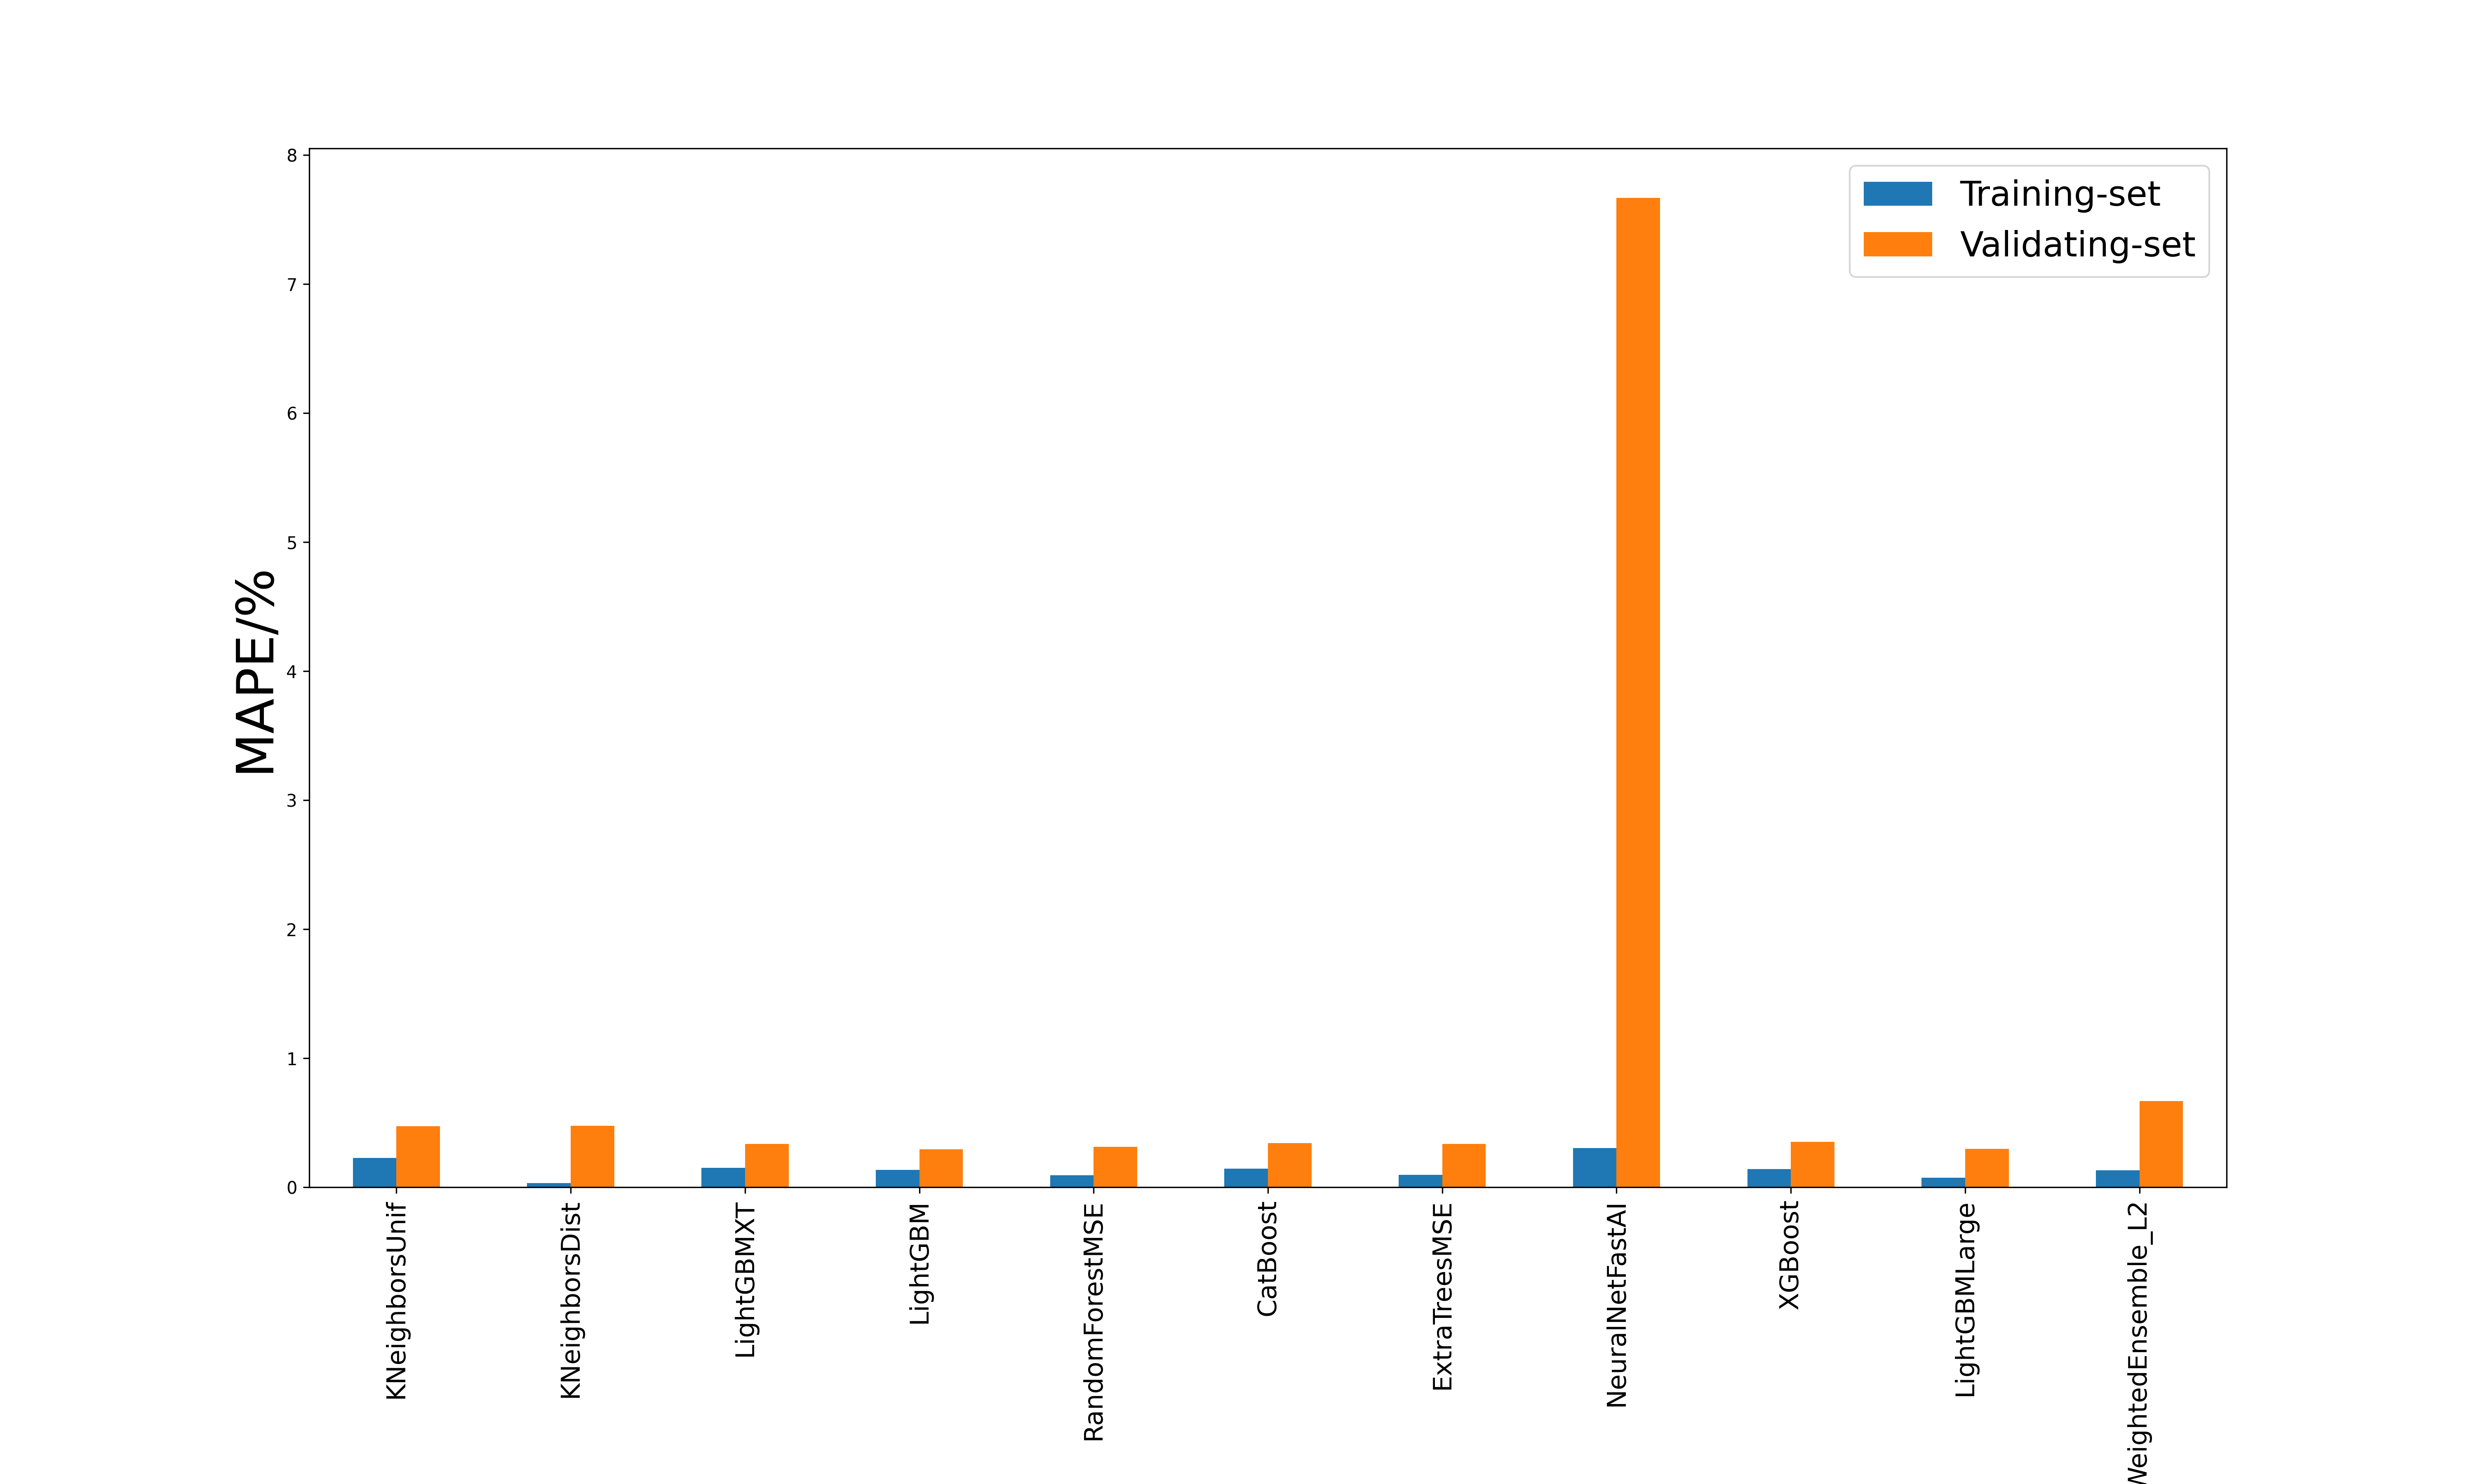 Training-set
Validating-set
MAPE/%
8
7
6
5
4
3
2
1
0
KNeighborsUnif
KNeighborsDist
LightGBMXT
LightGBM
RandomForestMSE
CatBoost
ExtraTreesMSE
NeuralNetFastAI
XGBoost
LightGBMLarge
WeightedEnsemble_L2